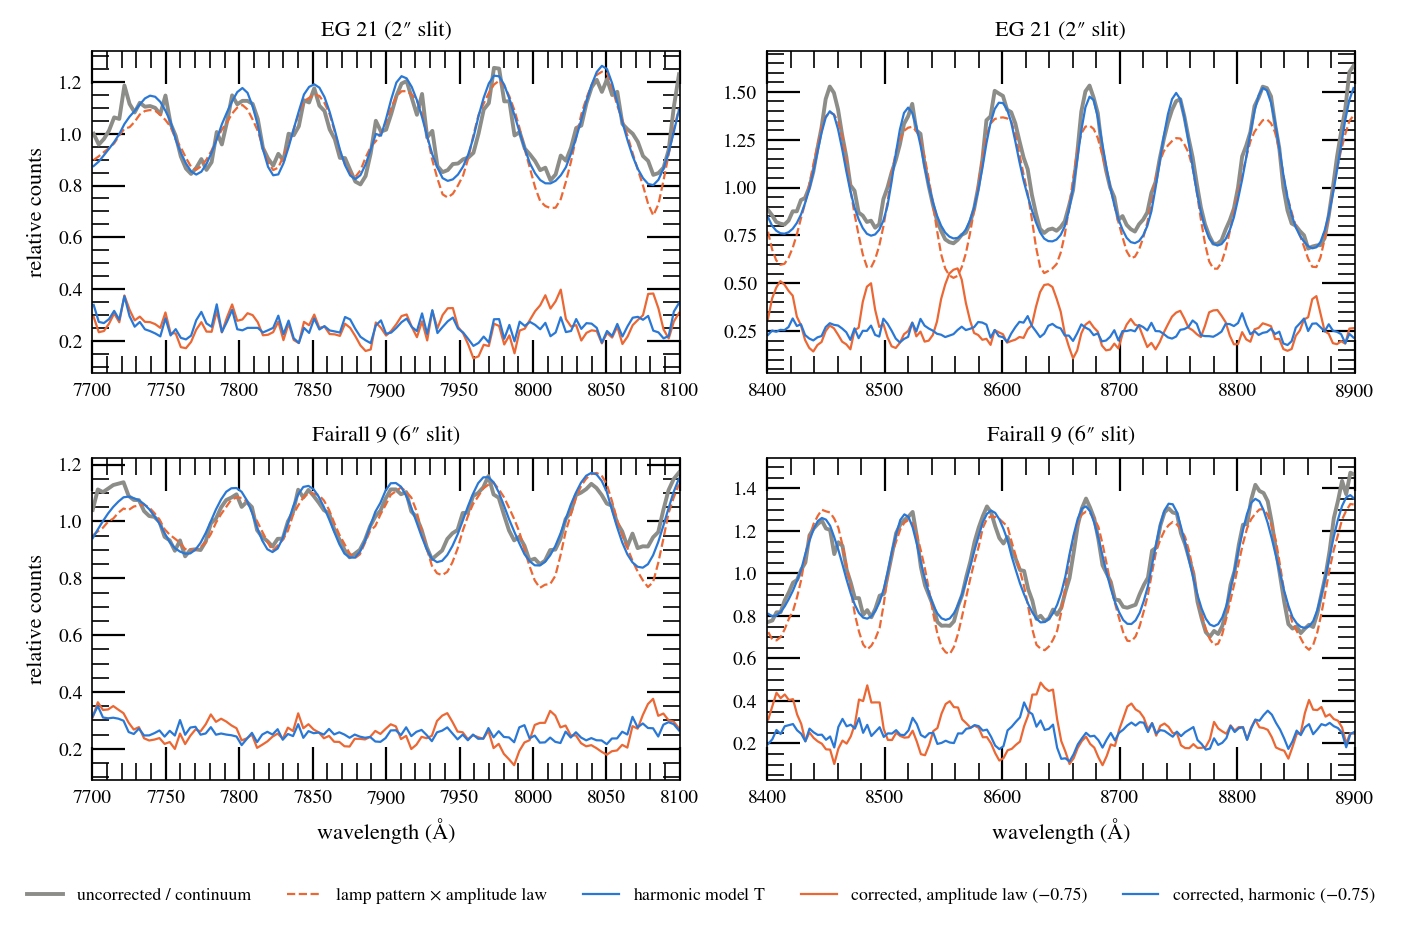 EG 21 (2″ slit)
EG 21 (2″ slit)
relative counts
1.2
1.0
0.8
0.6
0.4
0.2
7700 7750 7800 7850 7900 7950 8000 8050 8100
1.50
1.25
1.00
0.75
0.50
0.25
8400 8500 8600 8700 8800 8900
Fairall 9 (6″ slit)
Fairall 9 (6″ slit)
relative counts
1.2
1.0
0.8
0.6
0.4
0.2
7700 7750 7800 7850 7900 7950 8000 8050 8100
wavelength (Å)
1.4
1.2
1.0
0.8
0.6
0.4
0.2
8400 8500 8600 8700 8800 8900
wavelength (Å)
uncorrected / continuum lamp pattern × amplitude law harmonic model T corrected, amplitude law (−0.75) corrected, harmonic (−0.75)